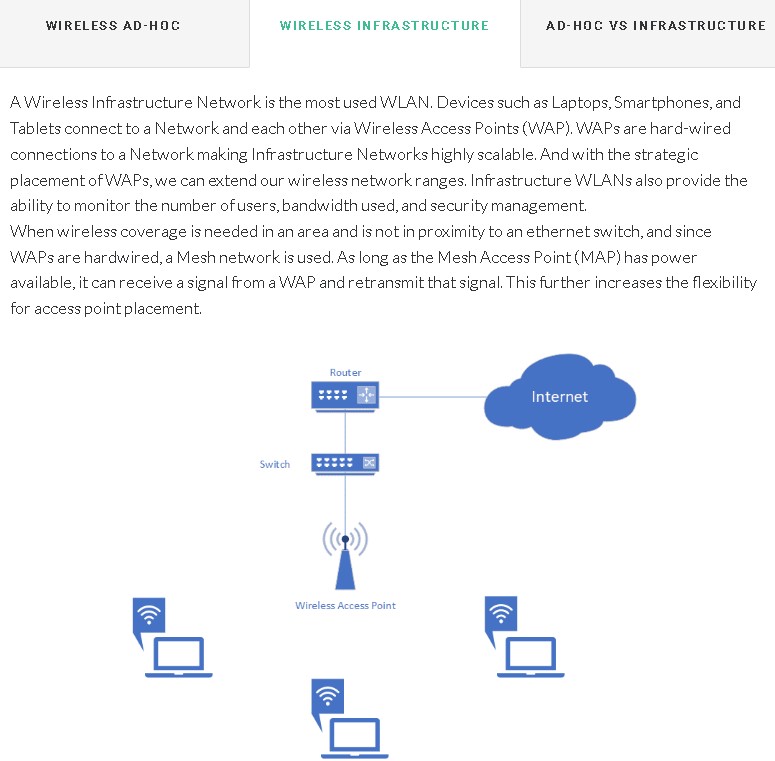 WIRELESS AD-HOC
WIRELESS INFRASTRUCTURE
AD-HOC VS INFRASTRUCTURE
A Wireless Infrastructure Network is the most used WLAN. Devices such as Laptops, Smartphones, and
Tablets connect to a Network and each other via Wireless Access Points (WAP). WAPs are hard-wired
connections to a Network making Infrastructure Networks highly scalable. And with the strategic
placement of WAPs, we can extend our wireless network ranges. Infrastructure WLANs also provide the
ability to monitor the number of users, bandwidth used, and security management.
When wireless coverage is needed in an area and is not in proximity to an ethernet switch, and since
WAPs are hardwired, a Mesh network is used. As long as the Mesh Access Point (MAP) has power
available, it can receive a signal from a WAP and retransmit that signal. This further increases the flexibility
for access point placement.
Router
Internet
Switch
Wireless Access Point